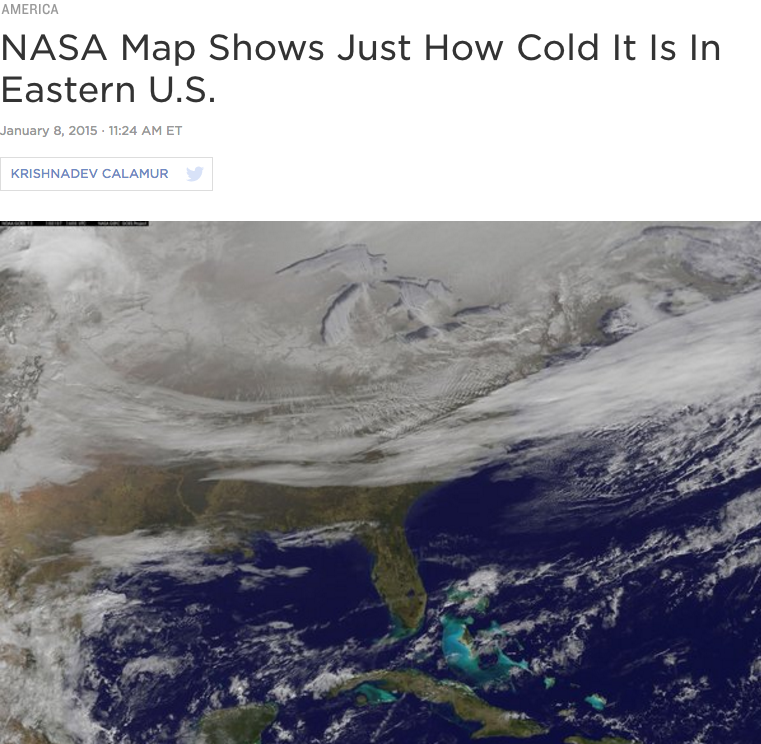 AMERICA
NASA Map Shows Just How Cold It Is In
Eastern U.S.
January 8, 2015 · 11:24 AM ET
KRISHNADEV CALAMUR